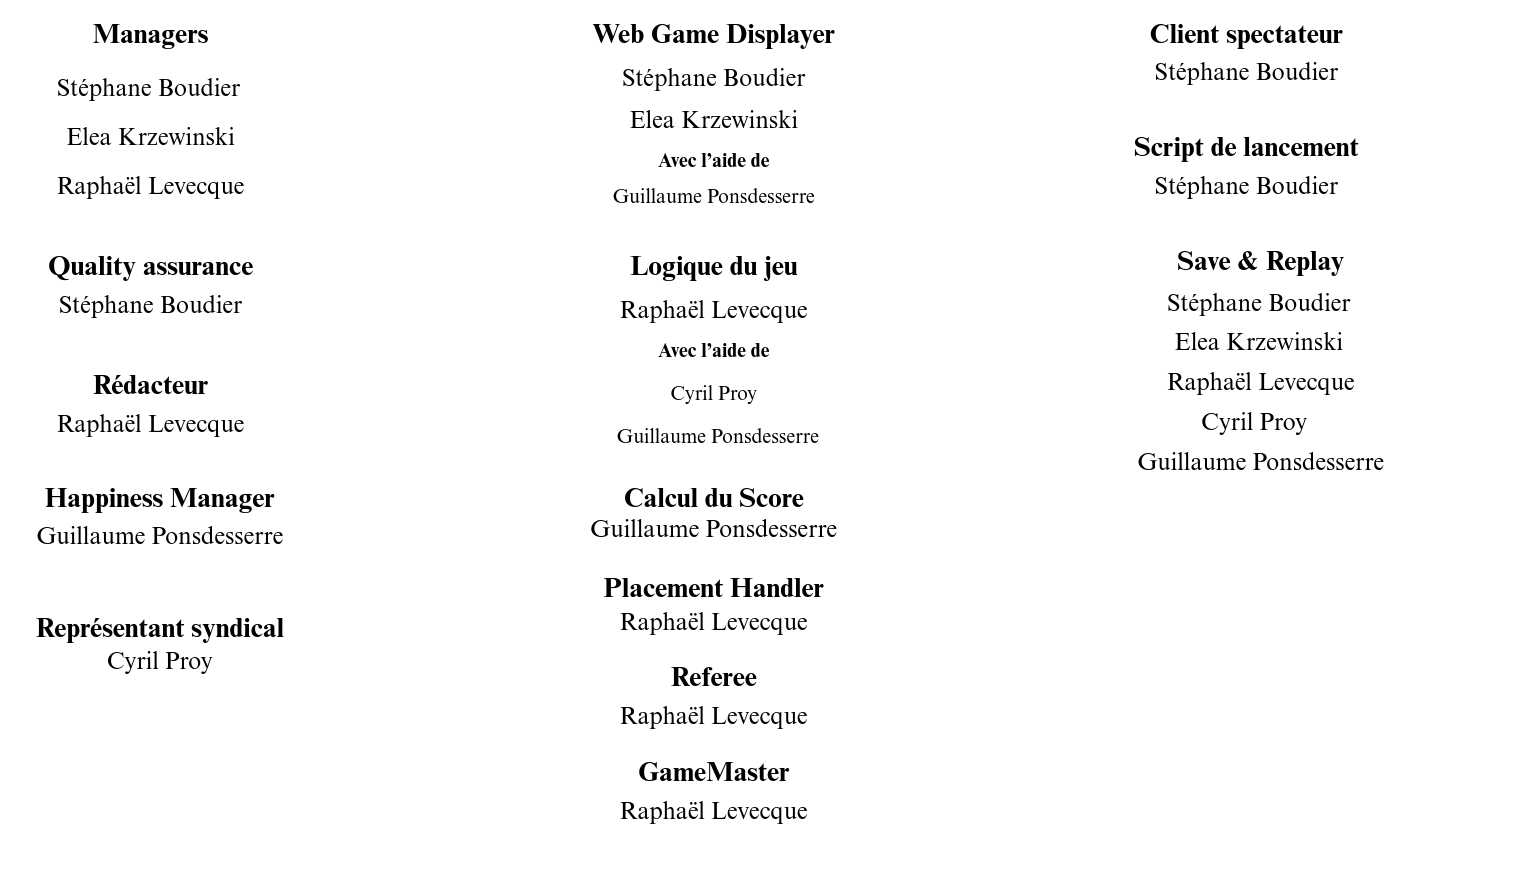 Managers
Stéphane Boudier
Elea Krzewinski
Raphaël Levecque
Quality assurance
Stéphane Boudier
Rédacteur
Raphaël Levecque
Happiness Manager
Guillaume Ponsdesserre
Représentant syndical
Cyril Proy
Web Game Displayer
Stéphane Boudier
Elea Krzewinski
Avec l’aide de
Guillaume Ponsdesserre
Logique du jeu
Raphaël Levecque
Avec l’aide de
Cyril Proy
Guillaume Ponsdesserre
Calcul du Score
Guillaume Ponsdesserre
Placement Handler
Raphaël Levecque
Referee
Raphaël Levecque
GameMaster
Raphaël Levecque
Client spectateur
Stéphane Boudier
Script de lancement
Stéphane Boudier
Save & Replay
Stéphane Boudier
Elea Krzewinski
Raphaël Levecque
Cyril Proy
Guillaume Ponsdesserre